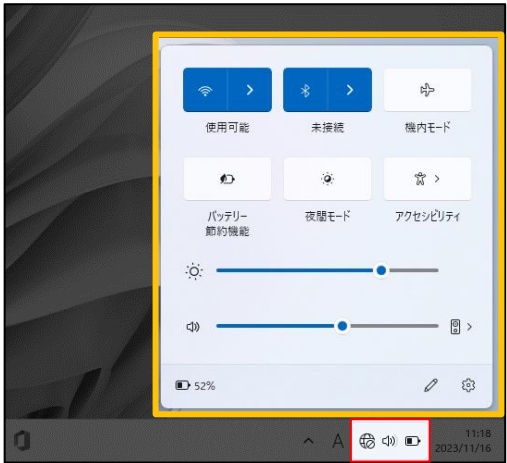 使用可能
未接続
機内モード
バッテリー
節約機能
夜間モード
アクセシビリティ
52%
A
11:18
2023/11/16